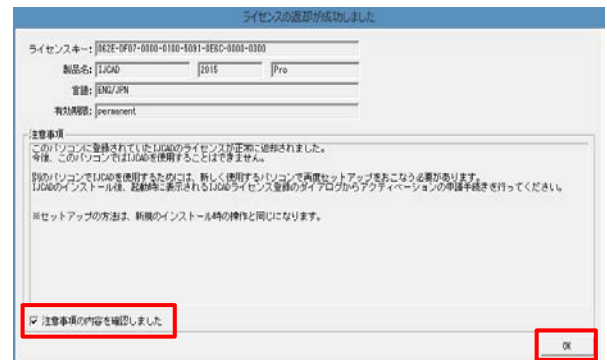 ライセンスの返却が成功しました
ライセンスキー: 062E-0F07-0000-0100-5091-0E6C-0000-0300
製品名: IJCAD 2015 Pro
言語: ENG/JPN
有効期限: permanent
注意事項
このパソコンに登録されていたIJCADのライセンスが正常に返却されました。
今後、このパソコンではIJCADを使用することはできません。
別のパソコンでIJCADを使用するためには、新しく使用するパソコンで再度セットアップをおこなう必要があります。
IJCADのインストール後、起動時に表示されるIJCADライセンス登録のダイアログからアクティベーションの申請手続きを行ってください。
※セットアップの方法は、新規のインストール時の操作と同じになります。
注意事項の内容を確認しました
OK